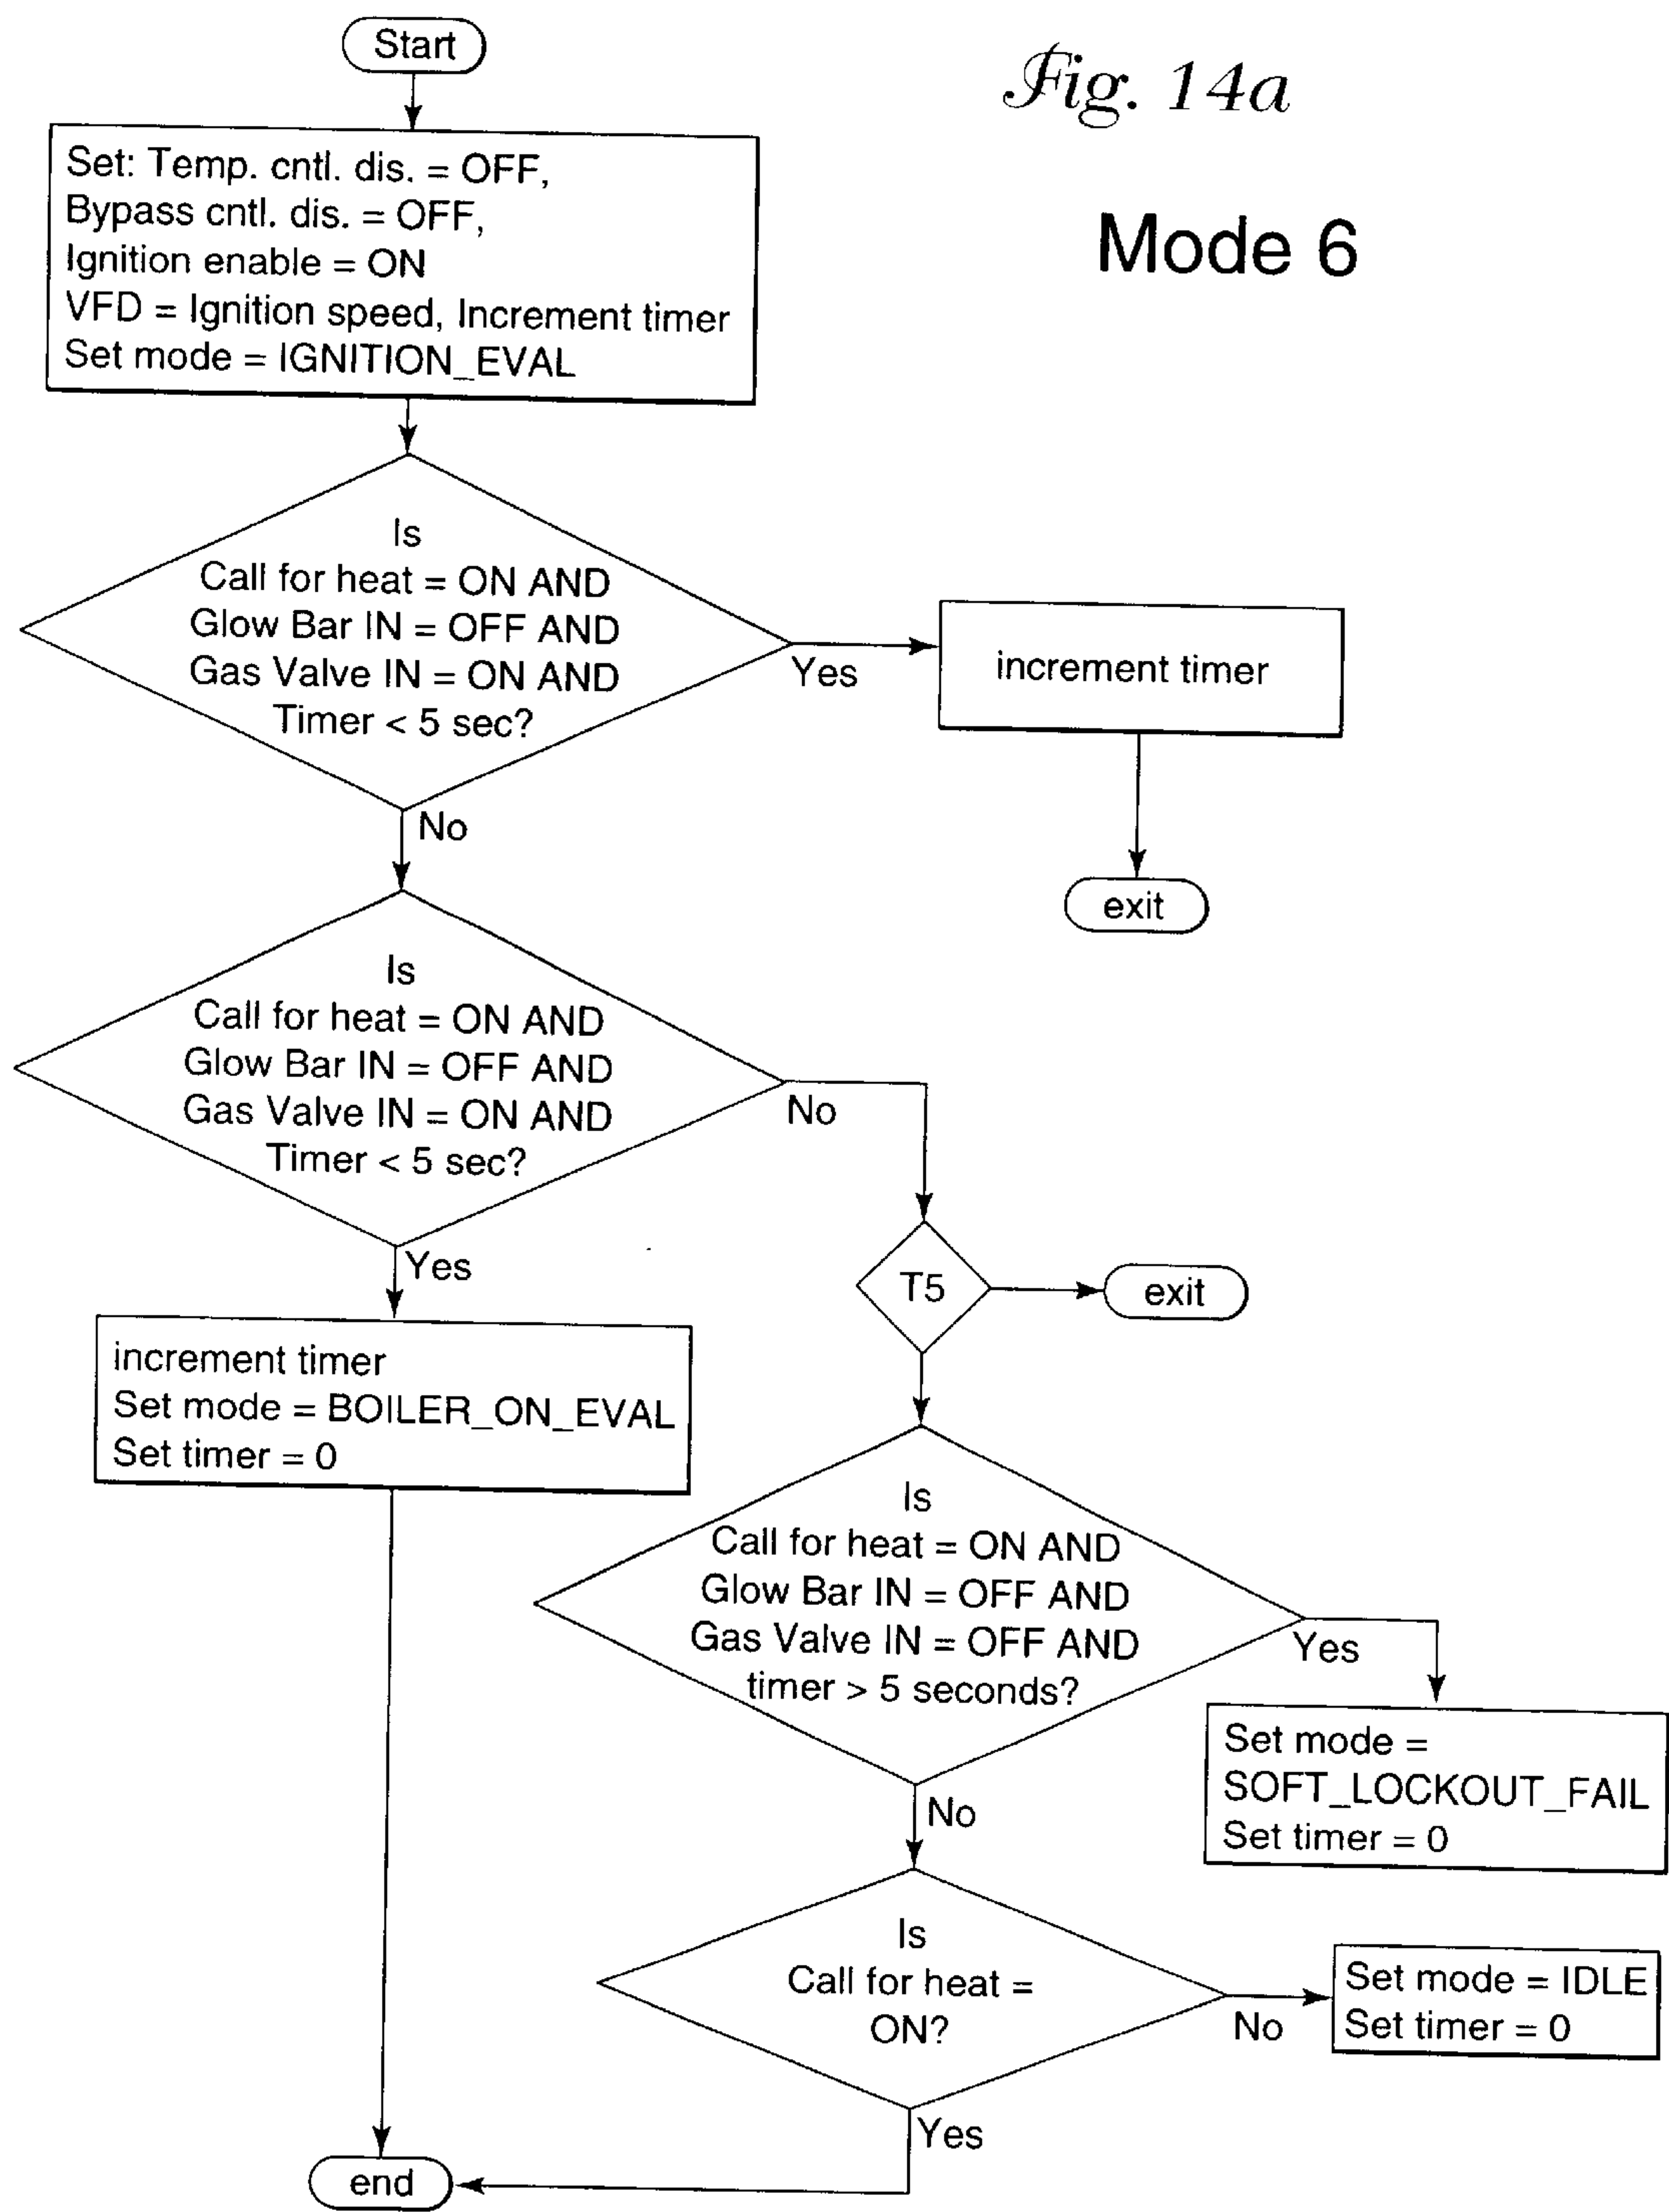 Start
Fig. 14a
Mode 6
Set: Temp. cntl. dis. = OFF,
Bypass cntl. dis. = OFF,
Ignition enable = ON
VFD = Ignition speed, Increment timer
Set mode = IGNITION_EVAL
Is
Call for heat = ON AND
Glow Bar IN = OFF AND
Gas Valve IN = ON AND
Timer < 5 sec?
Yes
increment timer
exit
No
Is
Call for heat = ON AND
Glow Bar IN = OFF AND
Gas Valve IN = ON AND
Timer < 5 sec?
No
Yes
T5
exit
increment timer
Set mode = BOILER_ON_EVAL
Set timer = 0
Is
Call for heat = ON AND
Glow Bar IN = OFF AND
Gas Valve IN = OFF AND
timer > 5 seconds?
Yes
Set mode =
SOFT_LOCKOUT_FAIL
Set timer = 0
No
Is
Call for heat =
ON?
No
Set mode = IDLE
Set timer = 0
Yes
end